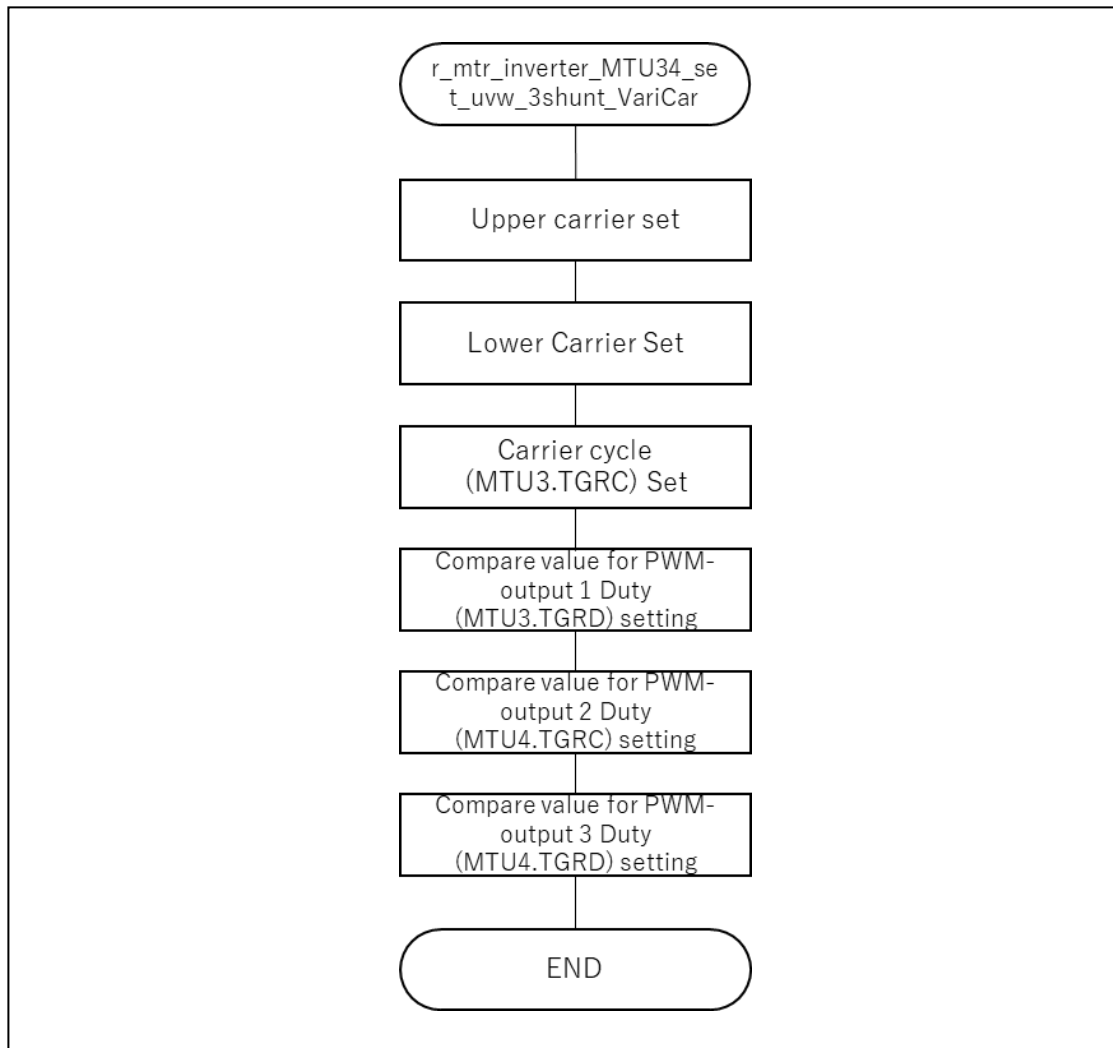 r_mtr_inverter_MTU34_se
t_uvw_3shunt_VariCar
Upper carrier set
Lower Carrier Set
Carrier cycle
(MTU3.TGRC) Set
Compare value for PWM-
output 1 Duty
(MTU3.TGRD) setting
Compare value for PWM-
output 2 Duty
(MTU4.TGRC) setting
Compare value for PWM-
output 3 Duty
(MTU4.TGRD) setting
END